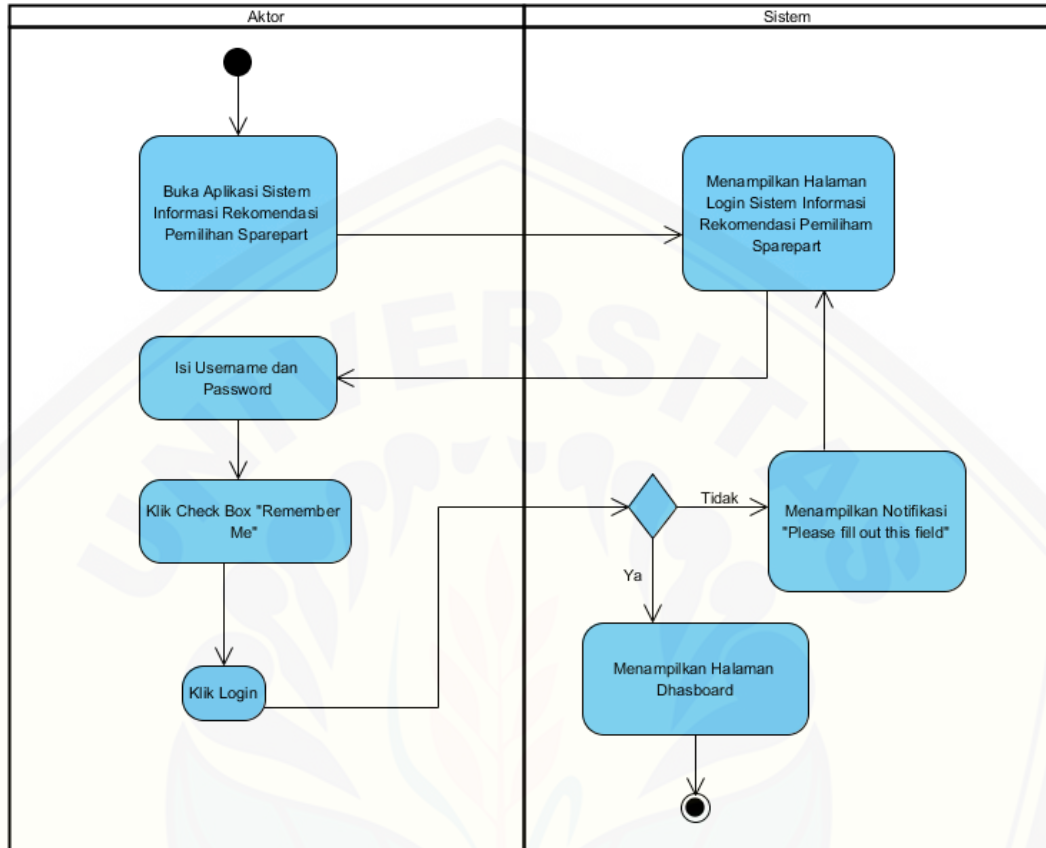 Aktor
Sistem
Buka Aplikasi Sistem
Informasi Rekomendasi
Pemilihan Sparepart
Menampilkan Halaman
Login Sistem Informasi
Rekomendasi Pemiliham
Sparepart
Isi Username dan
Password
Klik Check Box "Remember
Me"
Tidak
Menampilkan Notifikasi
"Please fill out this field"
Ya
Klik Login
Menampilkan Halaman
Dhasboard
UNIVERSITAS